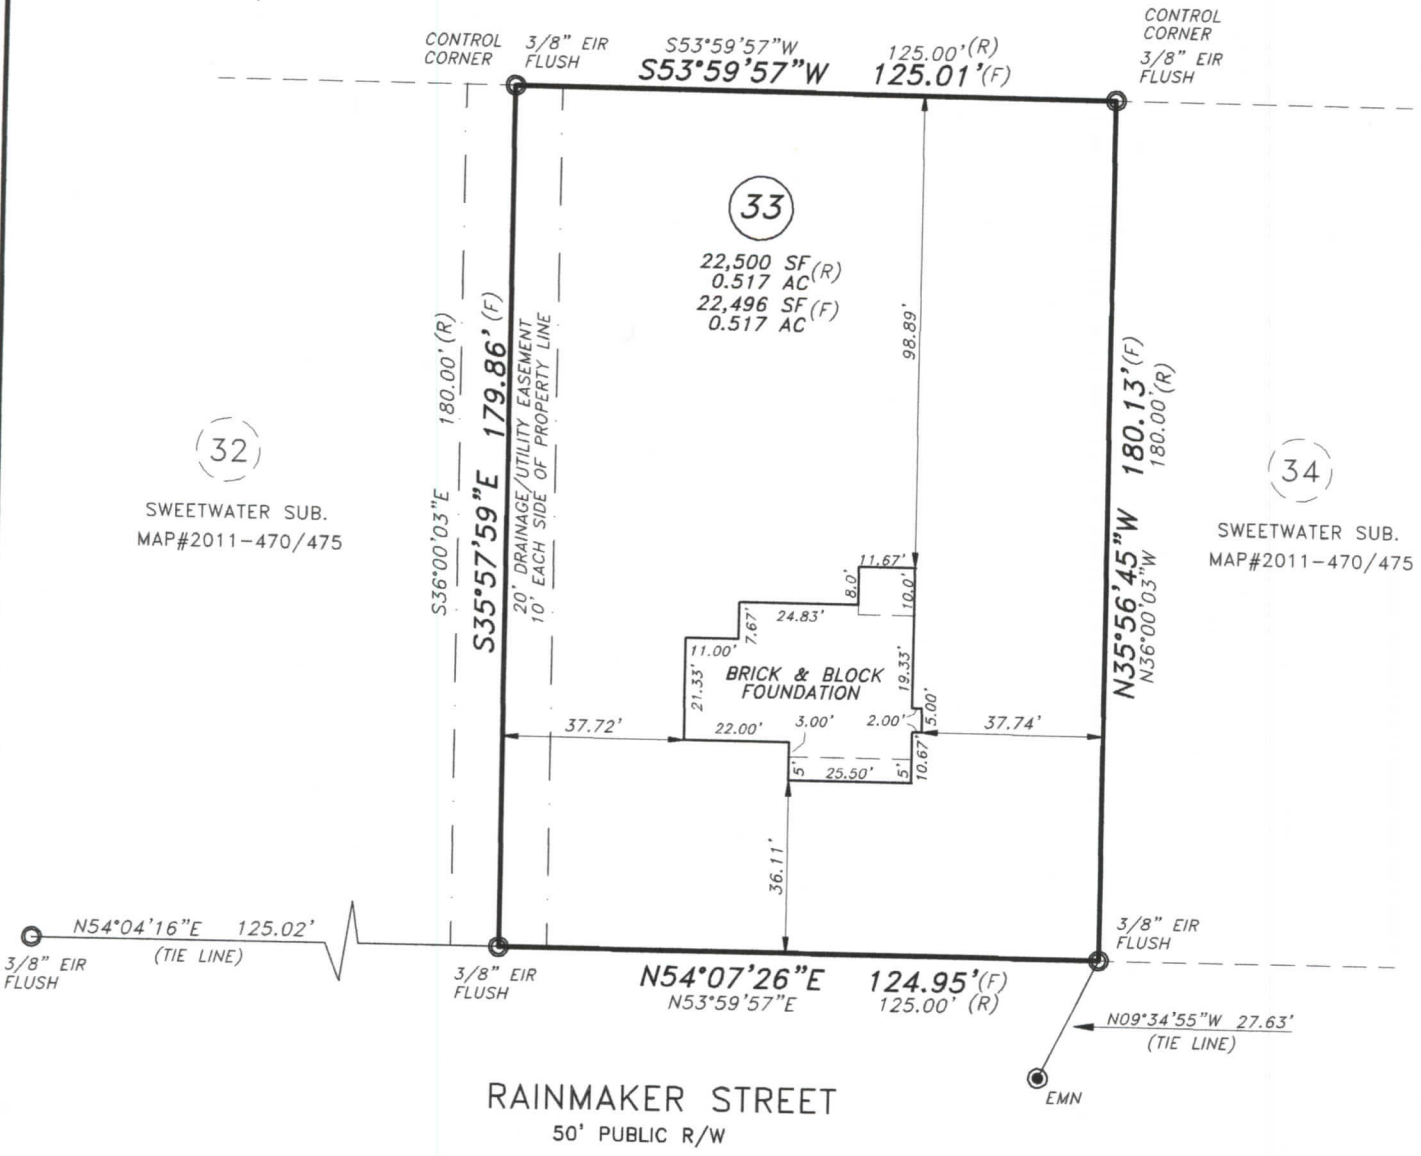 CONTROL
CORNER
3/8" EIR
FLUSH
S53°59'57"W
125.00'(R)
S53°59'57"W
125.01'(F)
CONTROL
CORNER
3/8" EIR
FLUSH
33
22,500 SF(R)
0.517 AC
22,496 SF(F)
0.517 AC
98.89'
S36°00'03"E 180.00'(R)
S35°57'59"E 179.86'(F)
20' DRAINAGE/UTILITY EASEMENT
10' EACH SIDE OF PROPERTY LINE
N35°56'45"W 180.13'(F)
N36°00'03"W 180.00'(R)
32
SWEETWATER SUB.
MAP#2011-470/475
34
SWEETWATER SUB.
MAP#2011-470/475
11.67'
8.0'
10.0'
24.83'
7.67'
11.00'
21.33'
BRICK & BLOCK
FOUNDATION
19.33'
37.72'
22.00'
3.00'
2.00'
5.00'
37.74'
5'
25.50'
5'
10.67'
36.11'
N54°04'16"E 125.02'
(TIE LINE)
3/8" EIR
FLUSH
3/8" EIR
FLUSH
N54°07'26"E 124.95'(F)
N53°59'57"E 125.00' (R)
3/8" EIR
FLUSH
N09°34'55"W 27.63'
(TIE LINE)
EMN
RAINMAKER STREET
50' PUBLIC R/W